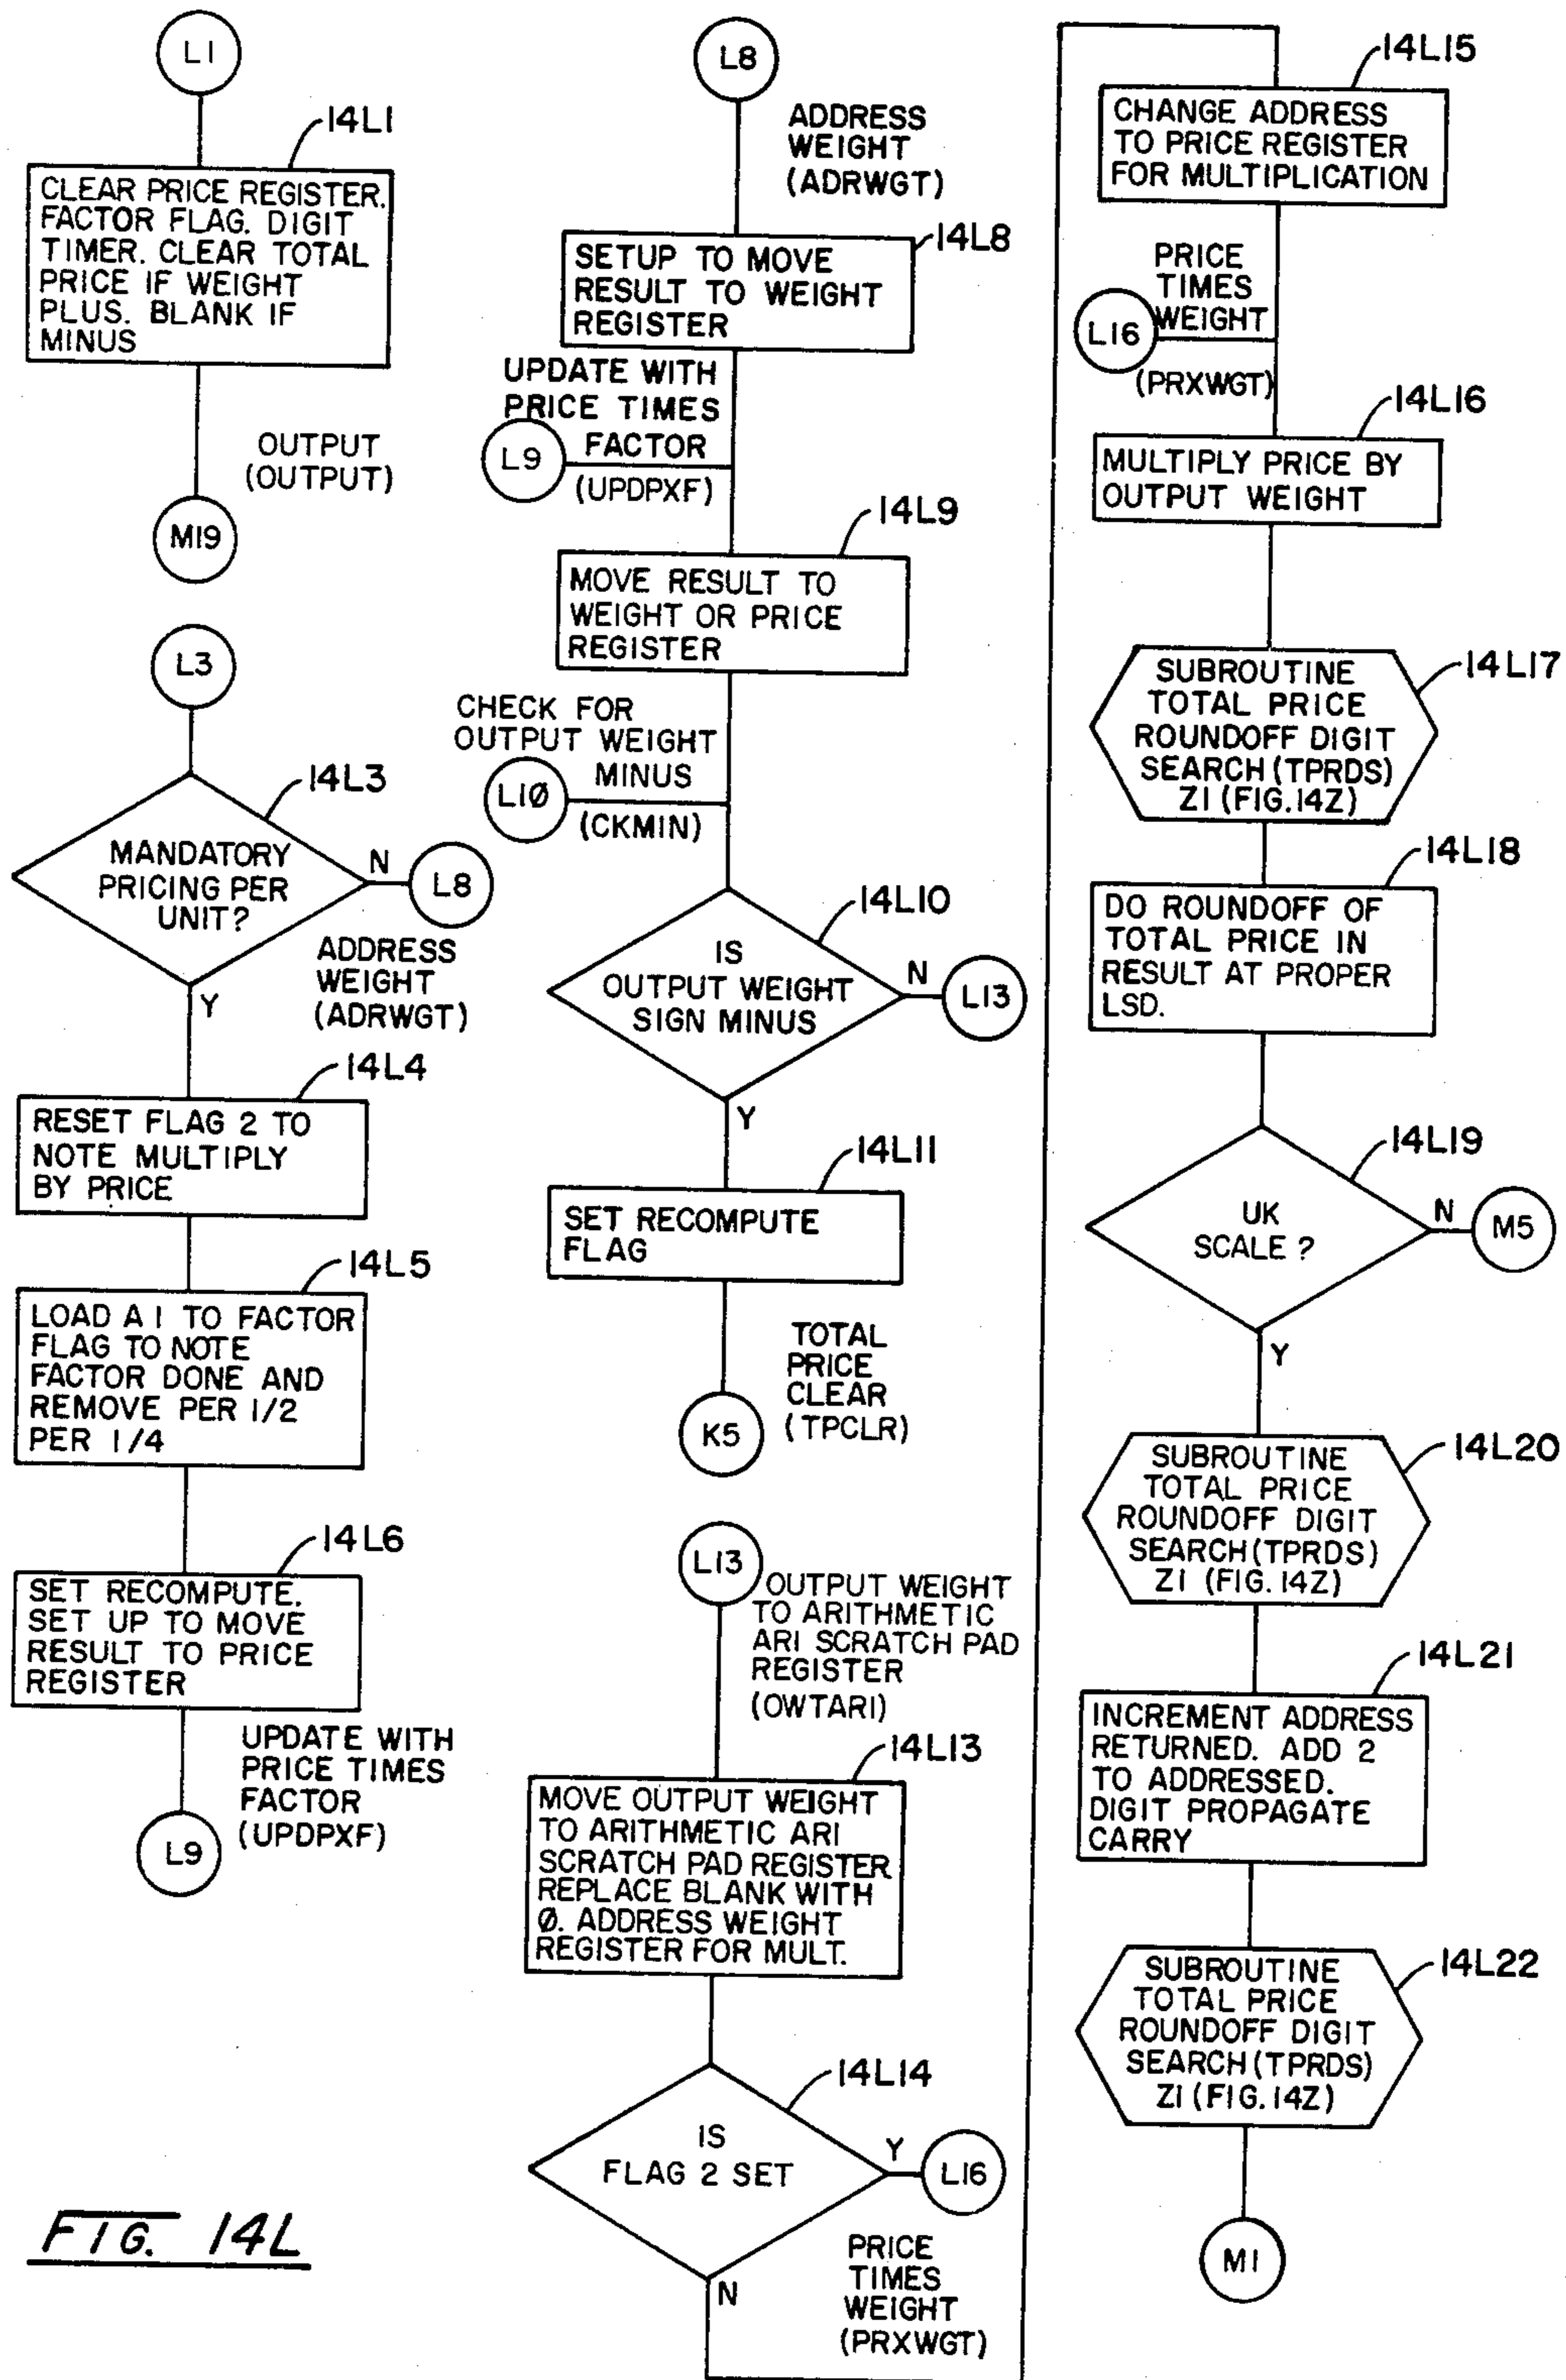 L1
14L1
CLEAR PRICE REGISTER.
FACTOR FLAG. DIGIT
TIMER. CLEAR TOTAL
PRICE IF WEIGHT
PLUS. BLANK IF
MINUS
OUTPUT
(OUTPUT)
M19
L3
14L3
MANDATORY
PRICING PER
UNIT?
N
L8
ADDRESS
WEIGHT
(ADRWGT)
Y
14L4
RESET FLAG 2 TO
NOTE MULTIPLY
BY PRICE
14L5
LOAD A 1 TO FACTOR
FLAG TO NOTE
FACTOR DONE AND
REMOVE PER 1/2
PER 1/4
14L6
SET RECOMPUTE.
SET UP TO MOVE
RESULT TO PRICE
REGISTER
UPDATE WITH
PRICE TIMES
FACTOR
(UPDPXF)
L9
FIG. 14L
L8
ADDRESS
WEIGHT
(ADRWGT)
14L8
SETUP TO MOVE
RESULT TO WEIGHT
REGISTER
UPDATE WITH
PRICE TIMES
FACTOR
L9
(UPDPXF)
14L9
MOVE RESULT TO
WEIGHT OR PRICE
REGISTER
CHECK FOR
OUTPUT WEIGHT
MINUS
L1Ø
(CKMIN)
14L10
IS
OUTPUT WEIGHT
SIGN MINUS
N
L13
Y
14L11
SET RECOMPUTE
FLAG
TOTAL
PRICE
CLEAR
(TPCLR)
K5
L13
OUTPUT WEIGHT
TO ARITHMETIC
ARI SCRATCH PAD
REGISTER
(OWTARI)
14L13
MOVE OUTPUT WEIGHT
TO ARITHMETIC ARI
SCRATCH PAD REGISTER
REPLACE BLANK WITH
Ø. ADDRESS WEIGHT
REGISTER FOR MULT.
14L14
IS
FLAG 2 SET
Y
L16
N
PRICE
TIMES
WEIGHT
(PRXWGT)
14L15
CHANGE ADDRESS
TO PRICE REGISTER
FOR MULTIPLICATION
PRICE
TIMES
WEIGHT
L16
(PRXWGT)
14L16
MULTIPLY PRICE BY
OUTPUT WEIGHT
14L17
SUBROUTINE
TOTAL PRICE
ROUNDOFF DIGIT
SEARCH (TPRDS)
Z1 (FIG.14Z)
14L18
DO ROUNDOFF OF
TOTAL PRICE IN
RESULT AT PROPER
LSD.
14L19
UK
SCALE ?
N
M5
Y
14L20
SUBROUTINE
TOTAL PRICE
ROUNDOFF DIGIT
SEARCH (TPRDS)
Z1 (FIG. 14Z)
14L21
INCREMENT ADDRESS
RETURNED. ADD 2
TO ADDRESSED.
DIGIT PROPAGATE
CARRY
14L22
SUBROUTINE
TOTAL PRICE
ROUNDOFF DIGIT
SEARCH (TPRDS)
Z1 (FIG. 14Z)
M1